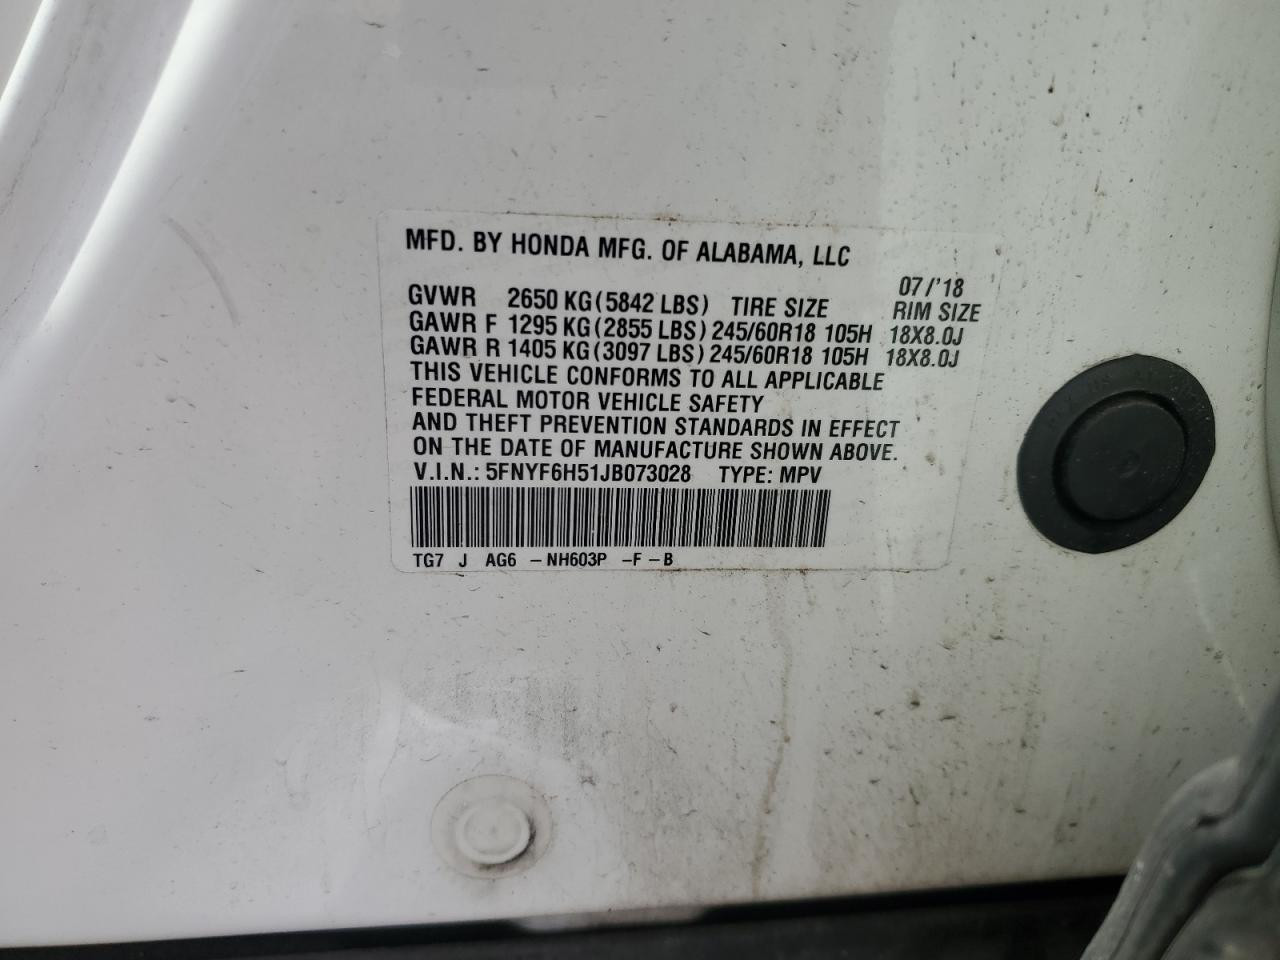 MFD. BY HONDA MFG. OF ALABAMA, LLC
07/'18
GVWR 2650 KG(5842 LBS) TIRE SIZE RIM SIZE
GAWR F 1295 KG(2855 LBS) 245/60R18 105H 18X8.0J
GAWR R 1405 KG(3097 LBS) 245/60R18 105H 18X8.0J
THIS VEHICLE CONFORMS TO ALL APPLICABLE
FEDERAL MOTOR VEHICLE SAFETY
AND THEFT PREVENTION STANDARDS IN EFFECT
ON THE DATE OF MANUFACTURE SHOWN ABOVE.
V.I.N.: 5FNYF6H51JB073028 TYPE: MPV
TG7 J AG6 -NH603P -F-B